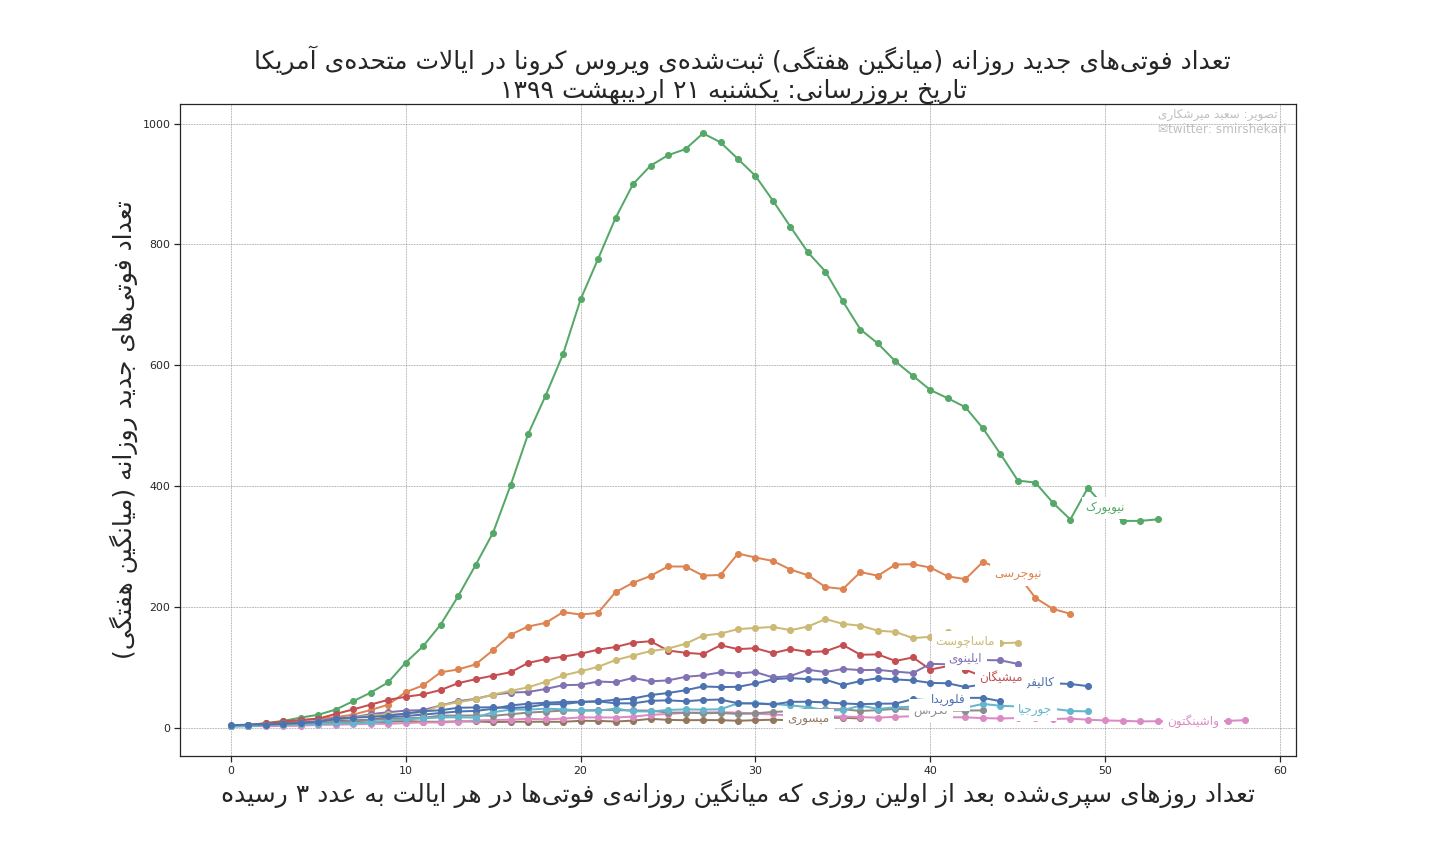 تعداد فوتی‌های جدید روزانه (میانگین هفتگی) ثبت‌شده‌ی ویروس کرونا در ایالات متحده‌ی آمریکا
تاریخ بروزرسانی: یکشنبه ۲۱ اردیبهشت ۱۳۹۹
تصویر: سعید میرشکاری
✉twitter: smirshekari
تعداد فوتی‌های جدید روزانه (میانگین هفتگی)
1000
800
600
400
200
0
نیویورک
نیوجرسی
ماساچوست
ایلینوی
میشیگان
کالیفر
فلوریدا
جورجیا
میسوری
واشینگتون
0
10
20
30
40
50
60
تعداد روزهای سپری‌شده بعد از اولین روزی که میانگین روزانه‌ی فوتی‌ها در هر ایالت به عدد ۳ رسیده